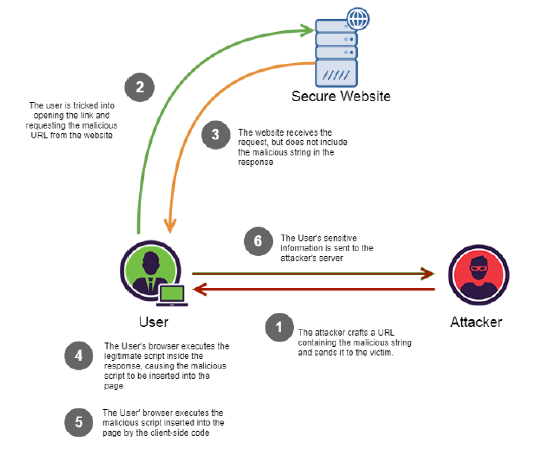 2
The user is tricked into
opening the link and
requesting the malicious
URL from the website
Secure Website
3
The website receives the
request, but does not include
the malicious string in the
response
6
The User's sensitive
information is sent to the
attacker's server
User
Attacker
1
The attacker crafts a URL
containing the malicious string
and sends it to the victim.
4
The User's browser executes the
legitimate script inside the
response, causing the malicious
script to be inserted into the
page.
5
The User' browser executes the
malicious script inserted into the
page by the client-side code